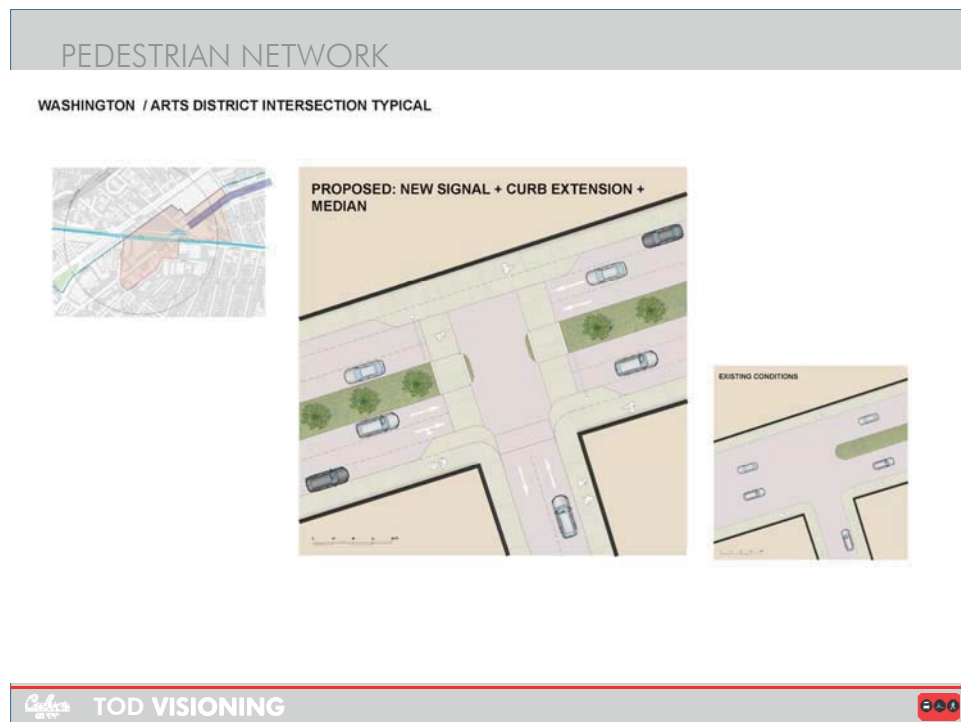 PEDESTRIAN NETWORK
WASHINGTON / ARTS DISTRICT INTERSECTION TYPICAL
PROPOSED: NEW SIGNAL + CURB EXTENSION +
MEDIAN
EXISTING CONDITIONS
TOD VISIONING